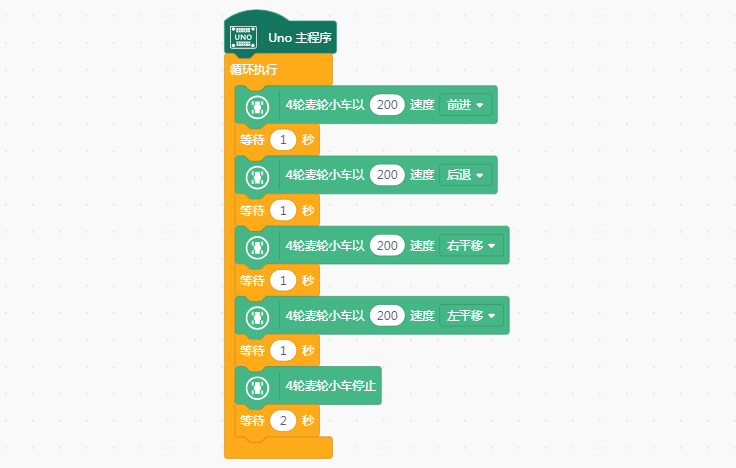 UNO Uno 主程序
循环执行
4轮麦轮小车以 200 速度 前进
等待 1 秒
4轮麦轮小车以 200 速度 后退
等待 1 秒
4轮麦轮小车以 200 速度 右平移
等待 1 秒
4轮麦轮小车以 200 速度 左平移
等待 1 秒
4轮麦轮小车停止
等待 2 秒